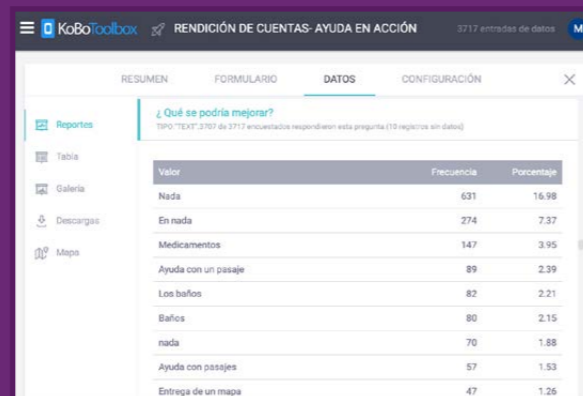 KoBoToolbox RENDICIÓN DE CUENTAS- AYUDA EN ACCIÓN 3717 entradas de datos M
RESUMEN FORMULARIO DATOS CONFIGURACIÓN
Reportes
Tabla
Galería
Descargas
Mapa
¿ Qué se podría mejorar?
TIPO "TEXT".3707 de 3717 encuestados respondieron esta pregunta (10 registros sin datos)
Valor Frecuencia Porcentaje
Nada 631 16.98
En nada 274 7.37
Medicamentos 147 3.95
Ayuda con un pasaje 89 2.39
Los baños 82 2.21
Baños 80 2.15
nada 70 1.88
Ayuda con pasajes 57 1.53
Entrega de un mapa 47 1.26